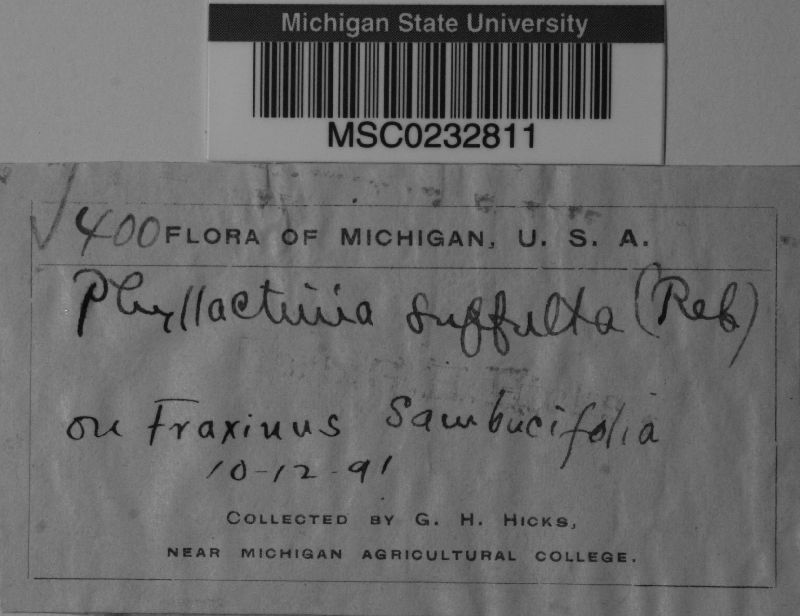 Michigan State University
MSC0232811
√400 FLORA OF MICHIGAN, U. S. A.
Phyllactinia suffulta (Reb)
on Fraxinus Sambucifolia
10-12-91
COLLECTED BY G. H. HICKS,
NEAR MICHIGAN AGRICULTURAL COLLEGE.